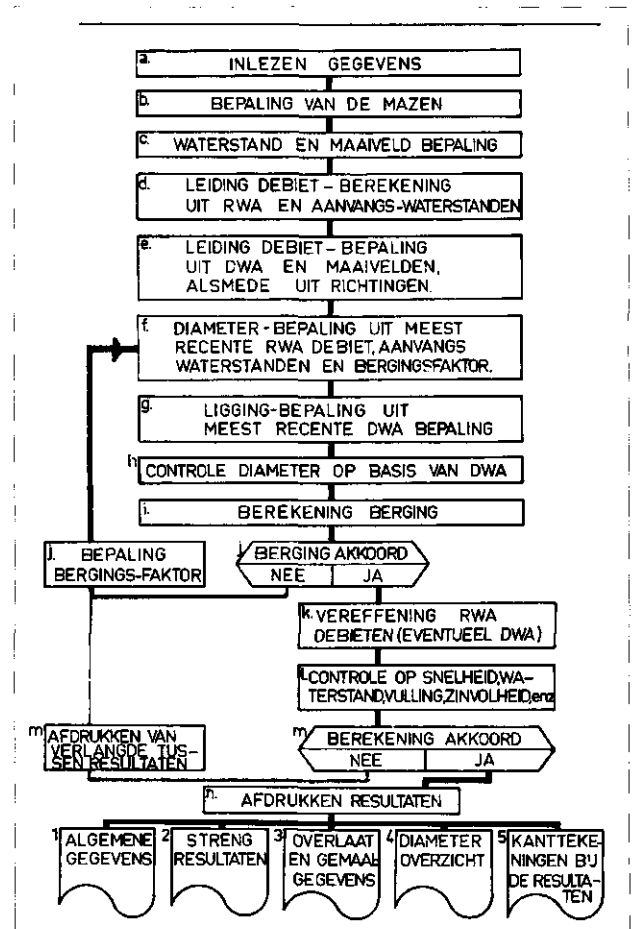 a. INLEZEN GEGEVENS
b. BEPALING VAN DE MAZEN
c. WATERSTAND EN MAAIVELD BEPALING
d. LEIDING DEBIET - BEREKENING
UIT RWA EN AANVANGS-WATERSTANDEN
e. LEIDING DEBIET - BEPALING
UIT DWA EN MAAIVELDEN,
ALSMEDE UIT RICHTINGEN.
f. DIAMETER - BEPALING UIT MEEST
RECENTE RWA DEBIET, AANVANGS
WATERSTANDEN EN BERGINGSFAKTOR.
g. LIGGING-BEPALING UIT
MEEST RECENTE DWA BEPALING
h. CONTROLE DIAMETER OP BASIS VAN DWA
i. BEREKENING BERGING
j. BEPALING
BERGINGS-FAKTOR
j BERGING AKKOORD
NEE JA
k. VEREFFENING RWA
DEBIETEN (EVENTUEEL DWA)
l. CONTROLE OP SNELHEID, WA-
TERSTAND, VULLING, ZINVOLHEID, enz
m. AFDRUKKEN VAN
VERLANGDE TUS-
SEN RESULTATEN
m. BEREKENING AKKOORD
NEE JA
n. AFDRUKKEN RESULTATEN
1 ALGEMENE
GEGEVENS
2 STRENG
RESULTATEN
3 OVERLAAT
EN GEMAAL
GEGEVENS
4 DIAMETER
OVERZICHT
5 KANTTEKE-
NINGEN BIJ
DE RESULTA-
TEN